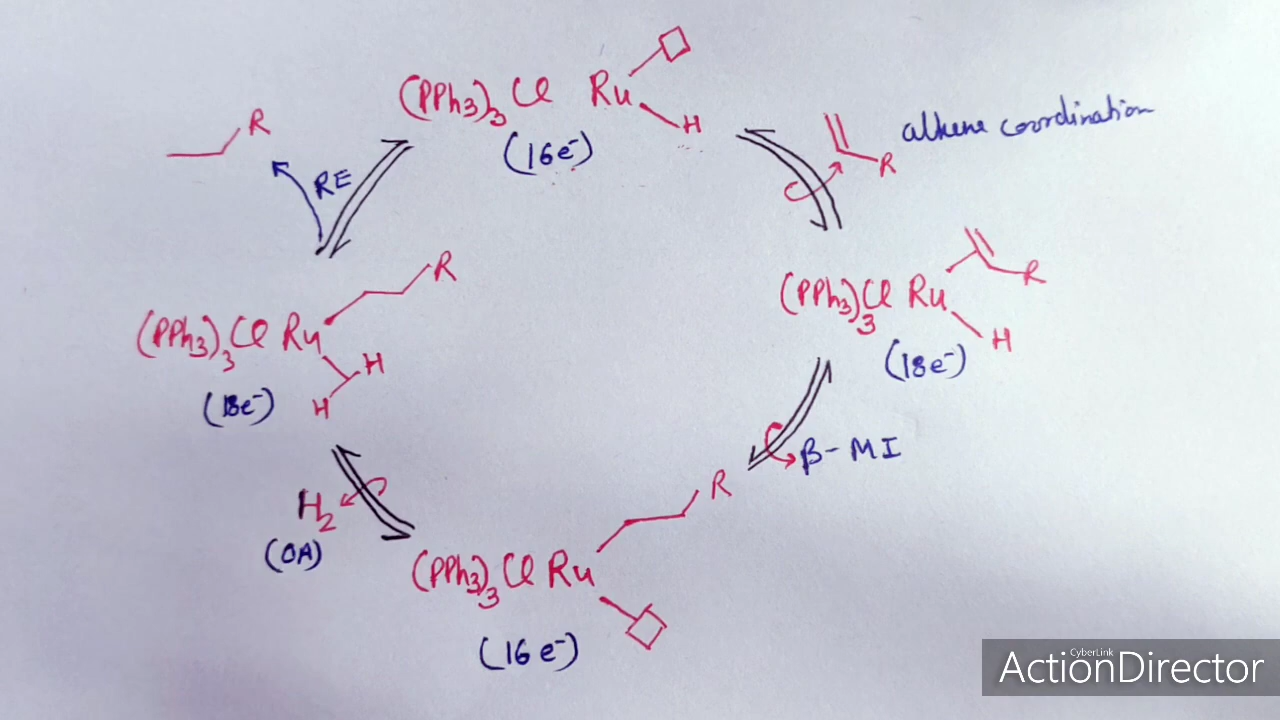 (PPh3)3 Cl Ru
H
(16e-)
R
alkene coordination
R
RE
(PPh3)3 Cl Ru
R
H
(18e-)
R
(PPh3)3 Cl Ru
H
H
(18e-)
β-MI
R
H2
(OA)
(PPh3)3 Cl Ru
(16e-)
CyberLink
ActionDirector